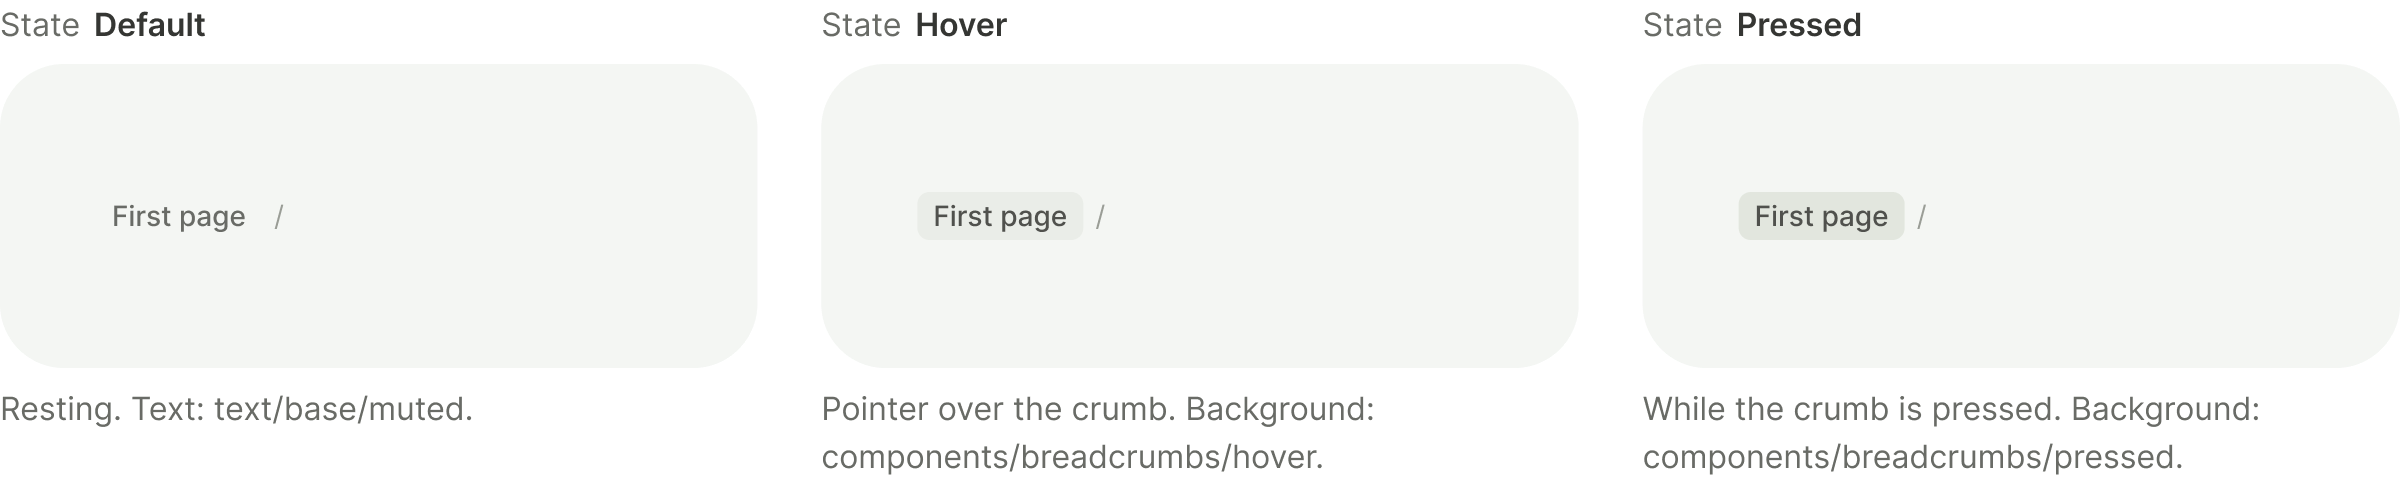 State Default
First page /
Resting. Text: text/base/muted.
State Hover
First page /
Pointer over the crumb. Background:
components/breadcrumbs/hover.
State Pressed
First page /
While the crumb is pressed. Background:
components/breadcrumbs/pressed.